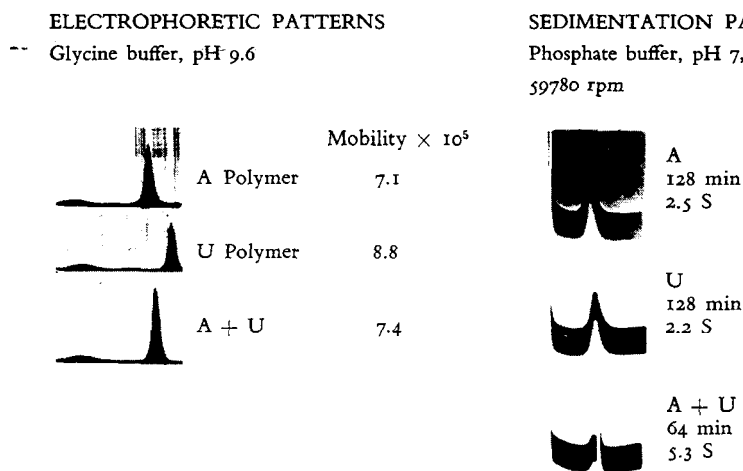 ELECTROPHORETIC PATTERNS
Glycine buffer, pH 9.6
Mobility × 10⁵
A Polymer 7.1
U Polymer 8.8
A + U 7.4
SEDIMENTATION PA
Phosphate buffer, pH 7,
59780 rpm
A
128 min
2.5 S
U
128 min
2.2 S
A + U
64 min
5.3 S